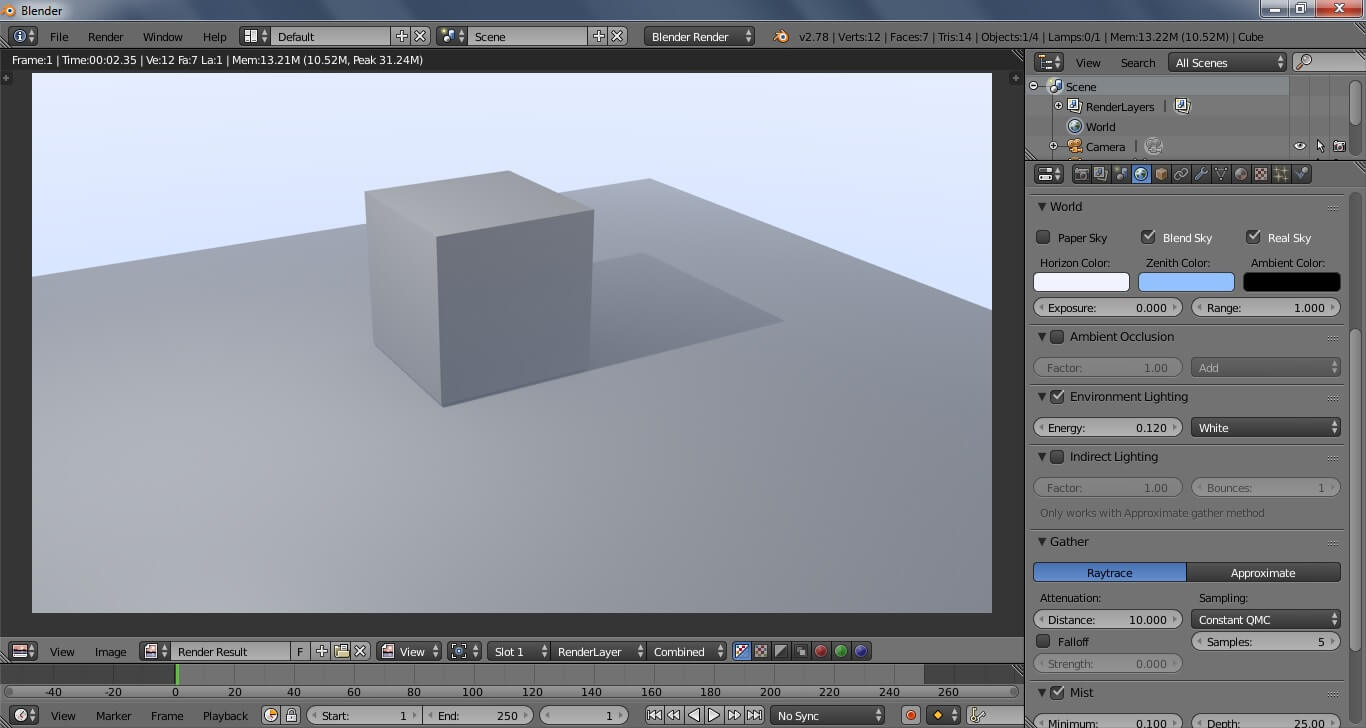 Blender
File Render Window Help Default Scene Blender Render v2.78 | Verts:12 | Faces:7 | Tris:14 | Objects:1/4 | Lamps:0/1 | Mem:13.22M (10.52M) | Cube
Frame:1 | Time:00:02.35 | Ve:12 Fa:7 La:1 | Mem:13.21M (10.52M, Peak 31.24M)
View Search All Scenes
Scene
RenderLayers |
World
Camera |
World
Paper Sky Blend Sky Real Sky
Horizon Color: Zenith Color: Ambient Color:
Exposure: 0.000 Range: 1.000
Ambient Occlusion
Factor: 1.00 Add
Environment Lighting
Energy: 0.120 White
Indirect Lighting
Factor: 1.00 Bounces: 1
Only works with Approximate gather method
Gather
Raytrace Approximate
Attenuation: Sampling:
Distance: 10.000 Constant QMC
Falloff Samples: 5
Strength: 0.000
Mist
Minimum: 0.100 Depth: 25.00
View Image Render Result F View Slot 1 RenderLayer Combined
-40 -20 0 20 40 60 80 100 120 140 160 180 200 220 240 260
View Marker Frame Playback Start: 1 End: 250 1 No Sync